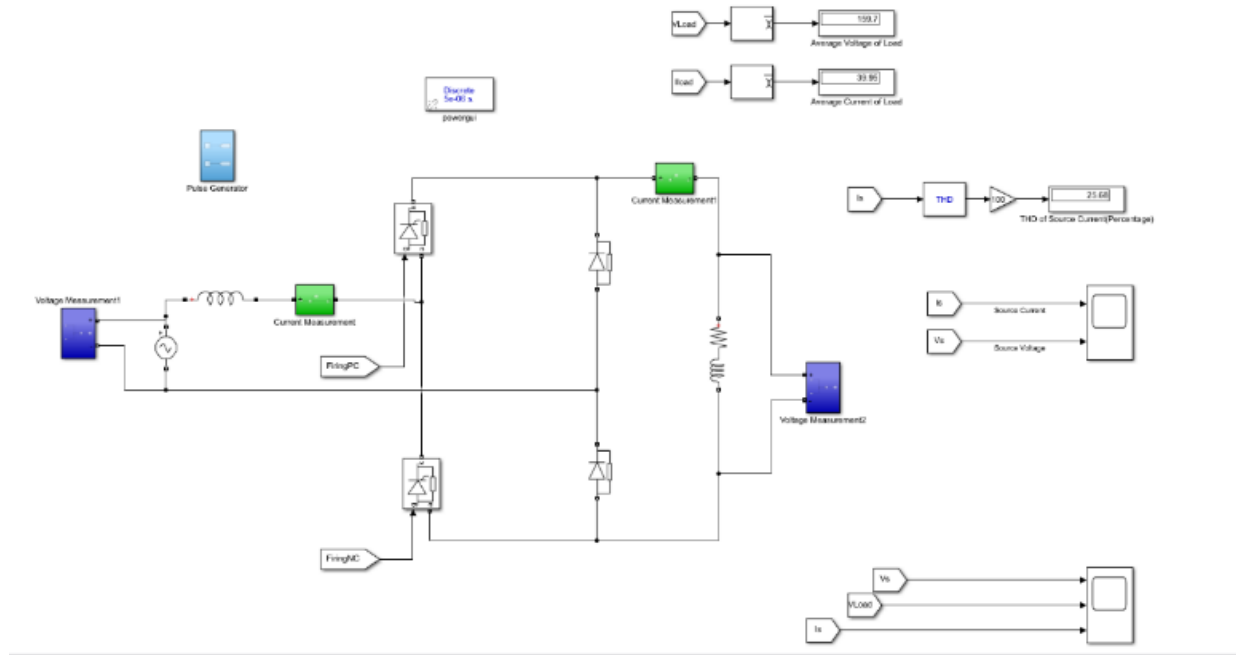 VLoad
159.7
Average Voltage of Load
Iload
39.95
Average Current of Load
Discrete
5e-06 s.
powergui
Pulse Generator
Current Measurement1
Is
THD
100
25.68
THD of Source Current(Percentage)
Voltage Measurement1
Current Measurement
Is
Source Current
Vs
Source Voltage
FiringPC
Voltage Measurement2
FiringNC
Vs
VLoad
Is